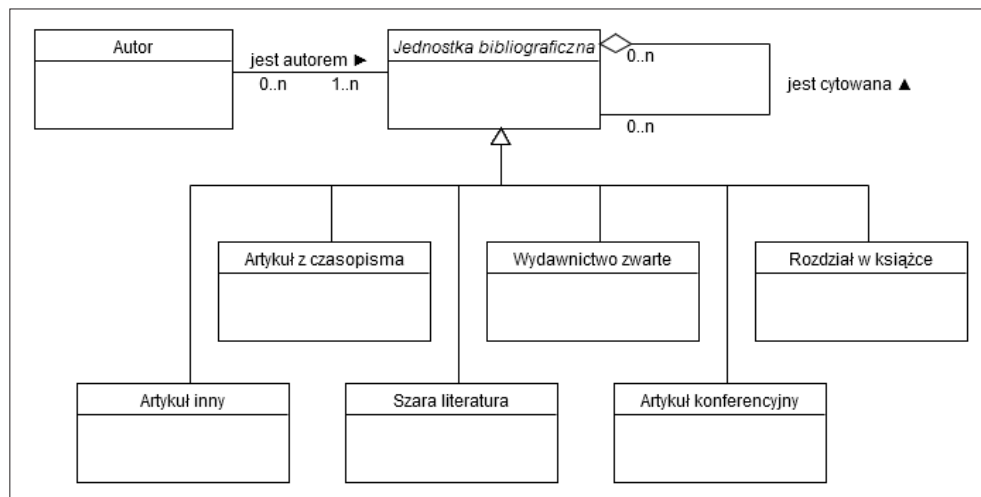 Autor
jest autorem ►
0..n
1..n
Jednostka bibliograficzna
0..n
0..n
jest cytowana ▲
Artykuł z czasopisma
Wydawnictwo zwarte
Rozdział w książce
Artykuł inny
Szara literatura
Artykuł konferencyjny